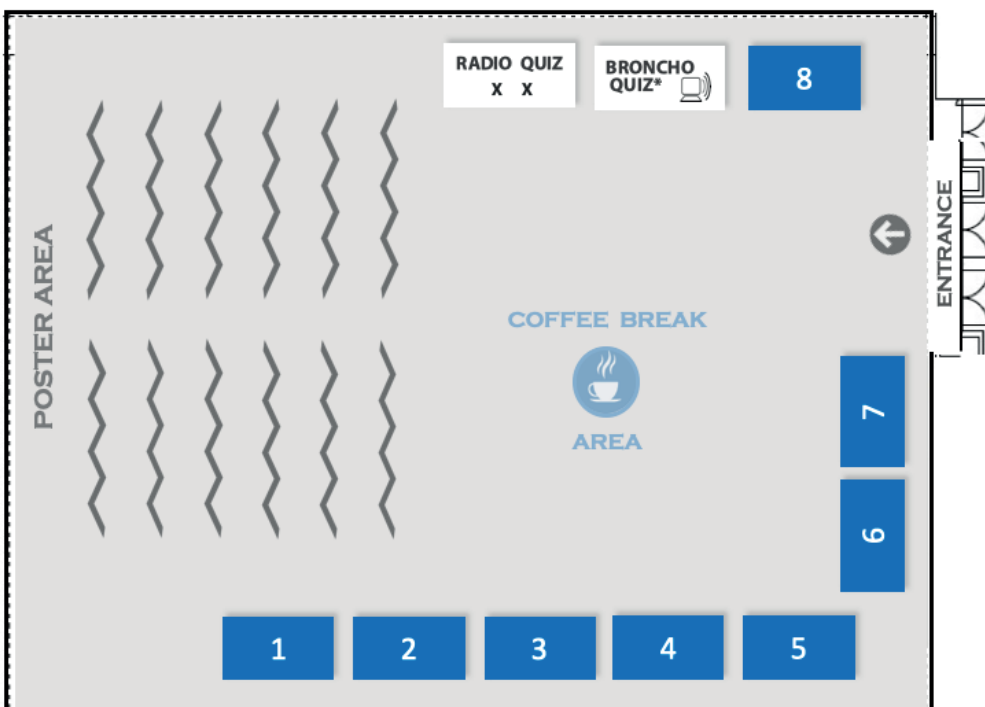 RADIO QUIZ
X X
BRONCHO
QUIZ*
8
POSTER AREA
ENTRANCE
COFFEE BREAK
AREA
7
6
1
2
3
4
5